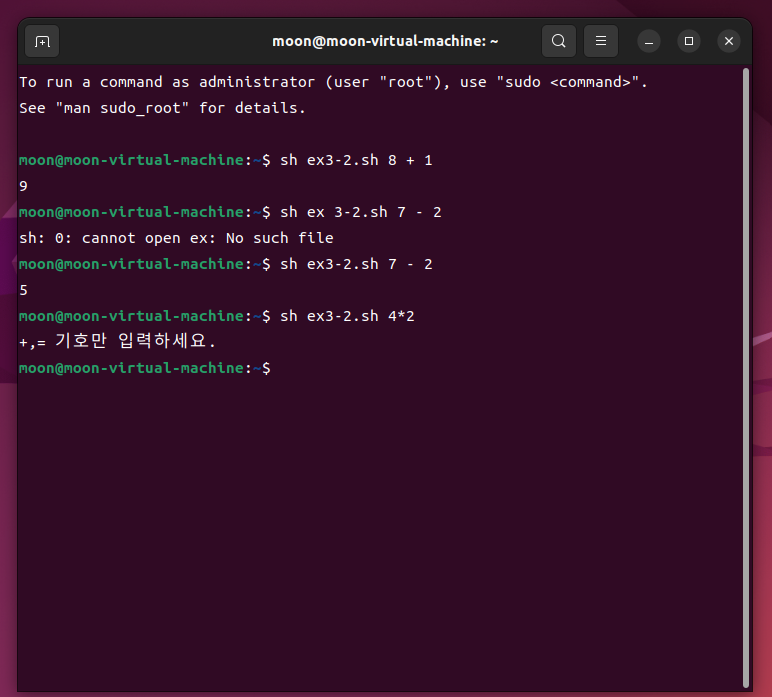 moon@moon-virtual-machine: ~
To run a command as administrator (user "root"), use "sudo <command>".
See "man sudo_root" for details.
moon@moon-virtual-machine:~$ sh ex3-2.sh 8 + 1
9
moon@moon-virtual-machine:~$ sh ex 3-2.sh 7 - 2
sh: 0: cannot open ex: No such file
moon@moon-virtual-machine:~$ sh ex3-2.sh 7 - 2
5
moon@moon-virtual-machine:~$ sh ex3-2.sh 4*2
+,= 기호만 입력하세요.
moon@moon-virtual-machine:~$